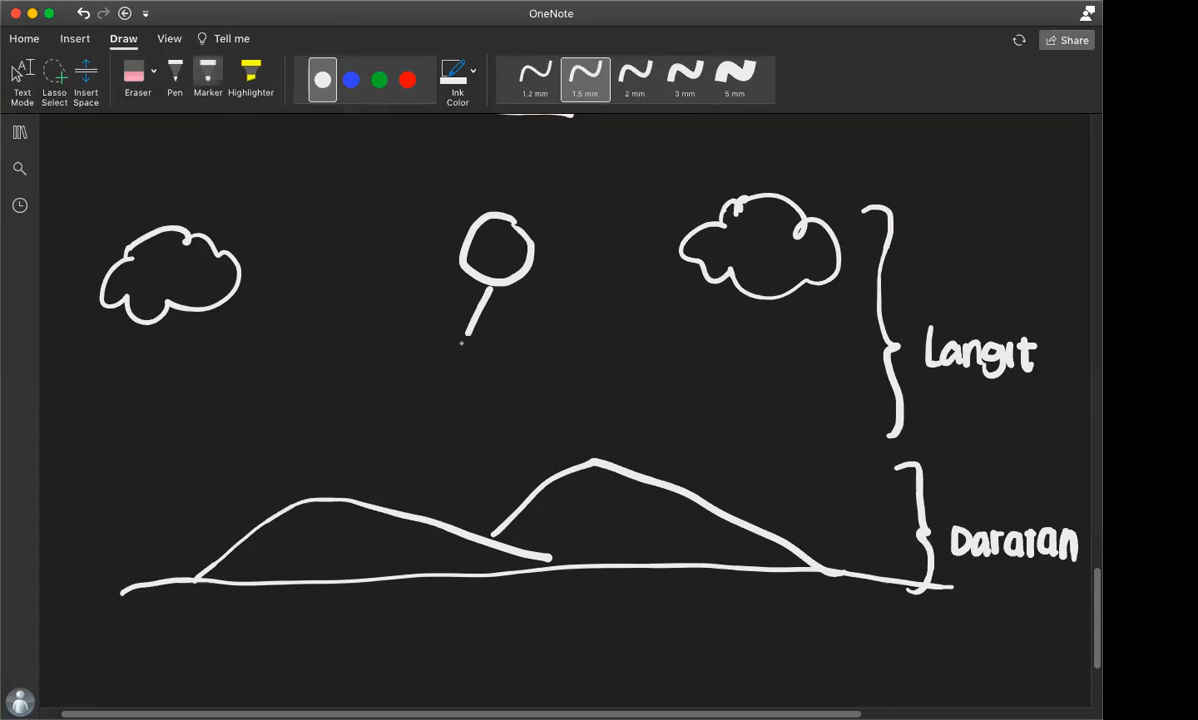 OneNote
Home Insert Draw View Tell me
Share
Text Mode
Lasso Select
Insert Space
Eraser
Pen
Marker
Highlighter
Ink Color
1.2 mm
1.5 mm
2 mm
3 mm
5 mm
Langit
Daratan